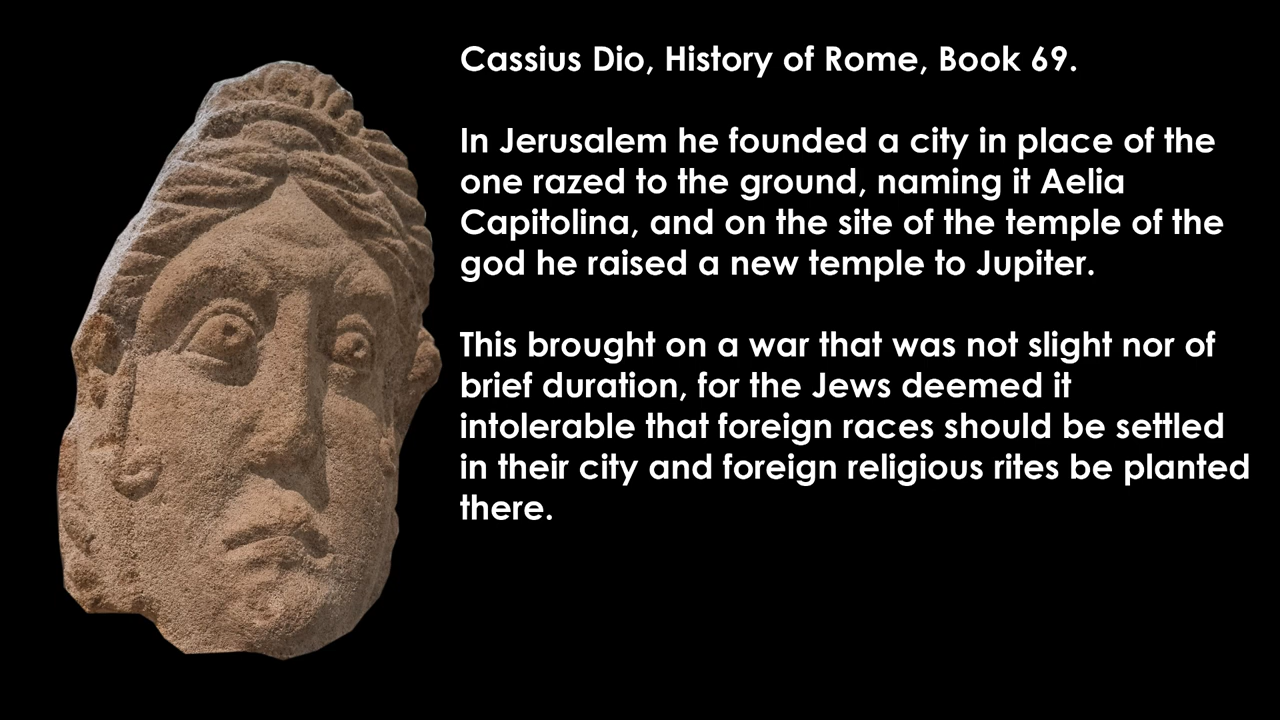 Cassius Dio, History of Rome, Book 69.
In Jerusalem he founded a city in place of the
one razed to the ground, naming it Aelia
Capitolina, and on the site of the temple of the
god he raised a new temple to Jupiter.
This brought on a war that was not slight nor of
brief duration, for the Jews deemed it
intolerable that foreign races should be settled
in their city and foreign religious rites be planted
there.